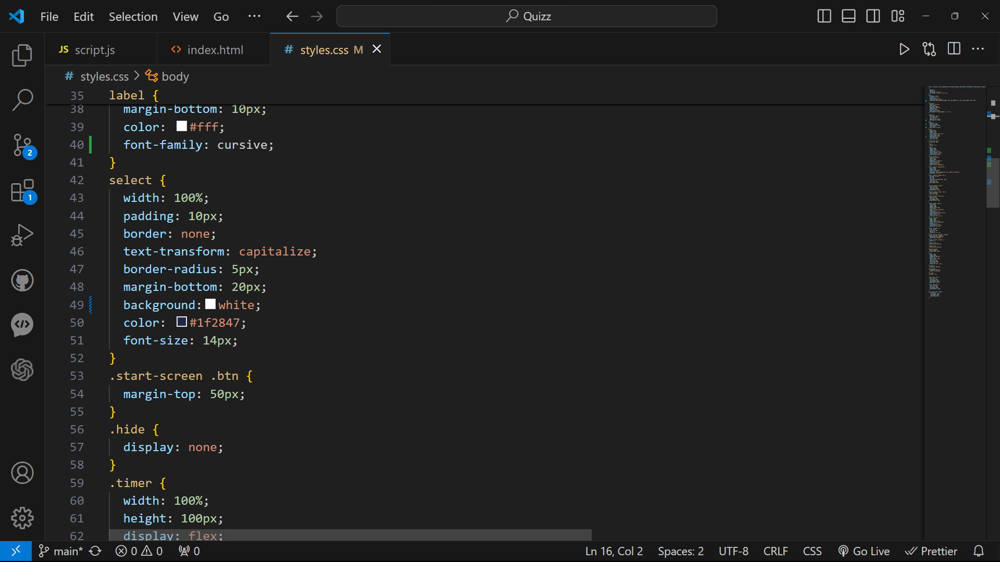 File Edit Selection View Go ··· Quizz
JS script.js index.html # styles.css M
# styles.css > body
35 label {
38 margin-bottom: 10px;
39 color: #fff;
40 font-family: cursive;
41 }
42 select {
43 width: 100%;
44 padding: 10px;
45 border: none;
46 text-transform: capitalize;
47 border-radius: 5px;
48 margin-bottom: 20px;
49 background: white;
50 color: #1f2847;
51 font-size: 14px;
52 }
53 .start-screen .btn {
54 margin-top: 50px;
55 }
56 .hide {
57 display: none;
58 }
59 .timer {
60 width: 100%;
61 height: 100px;
62 display: flex;
2
1
main* 0 0 0 Ln 16, Col 2 Spaces: 2 UTF-8 CRLF CSS Go Live Prettier